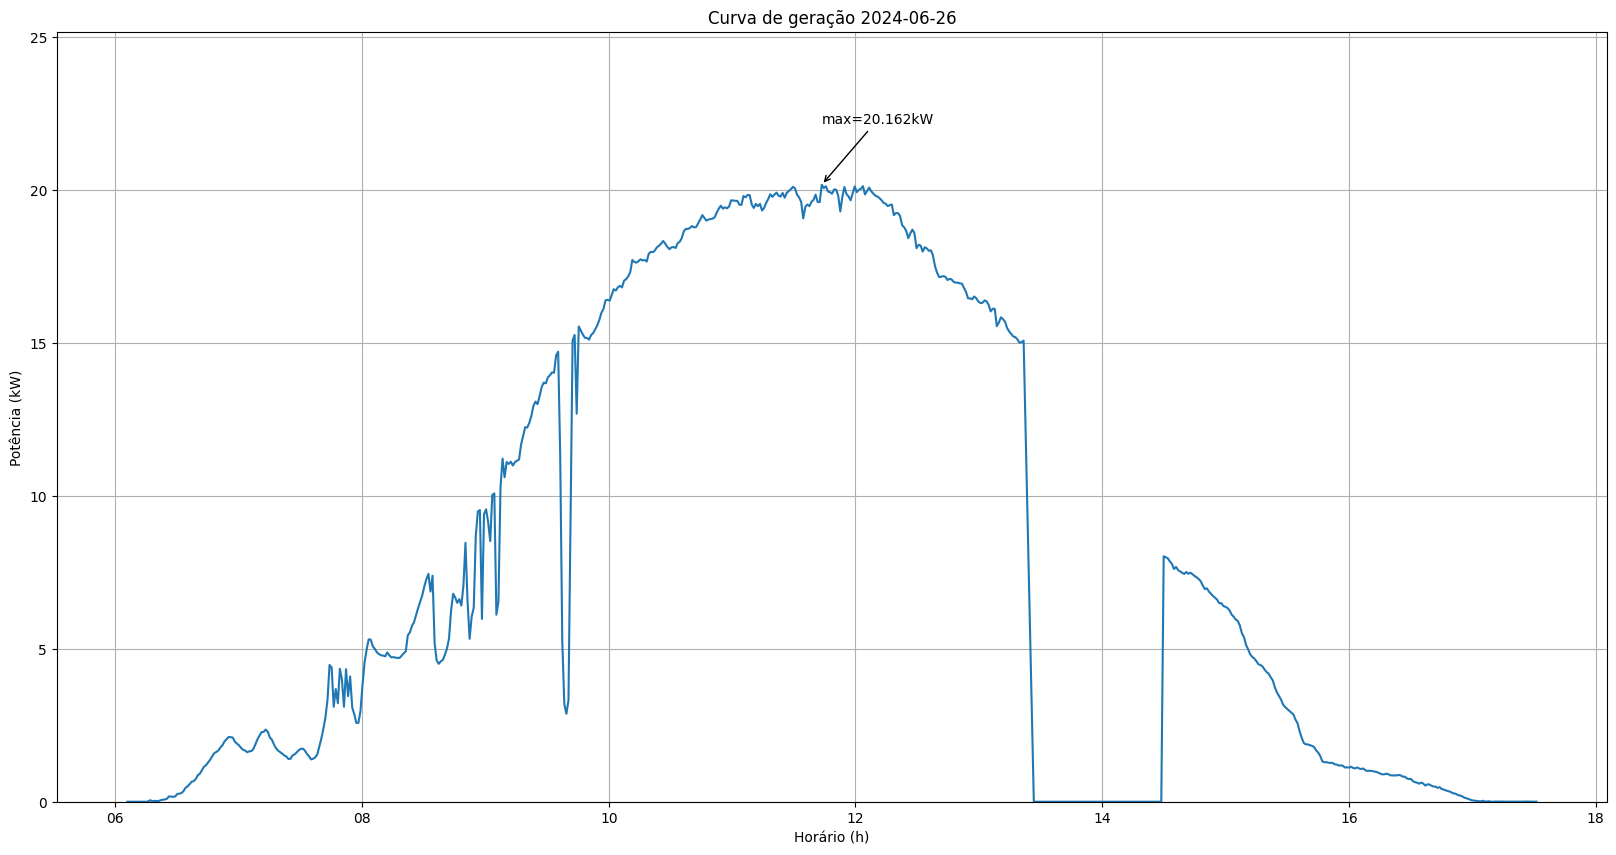 Curva de geração 2024-06-26
25
max=20.162kW
20
15
Potência (kW)
10
5
0
06 08 10 12 14 16 18
Horário (h)